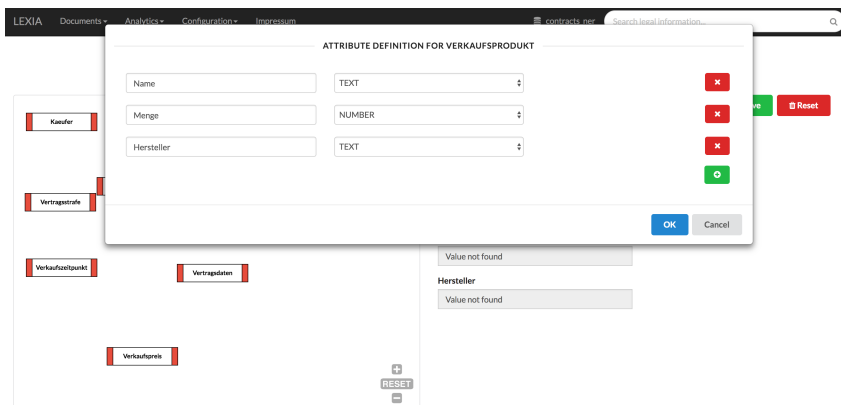 LEXIA Documents Analytics Configuration Impressum contracts_ner Search legal information...
ATTRIBUTE DEFINITION FOR VERKAUFSPRODUKT
Name TEXT
Menge NUMBER
Hersteller TEXT
Reset
Kaeufer
Vertragsstrafe
OK Cancel
Value not found
Verkaufszeitpunkt
Vertragsdaten
Hersteller
Value not found
Verkaufspreis
RESET